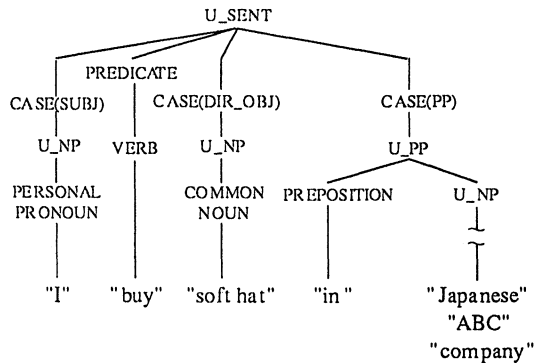 U_SENT
PREDICATE
CASE(SUBJ) CASE(DIR_OBJ) CASE(PP)
U_NP VERB U_NP U_PP
PERSONAL PRONOUN COMMON NOUN PREPOSITION U_NP
"I" "buy" "soft hat" "in" "Japanese"
"ABC"
"company"